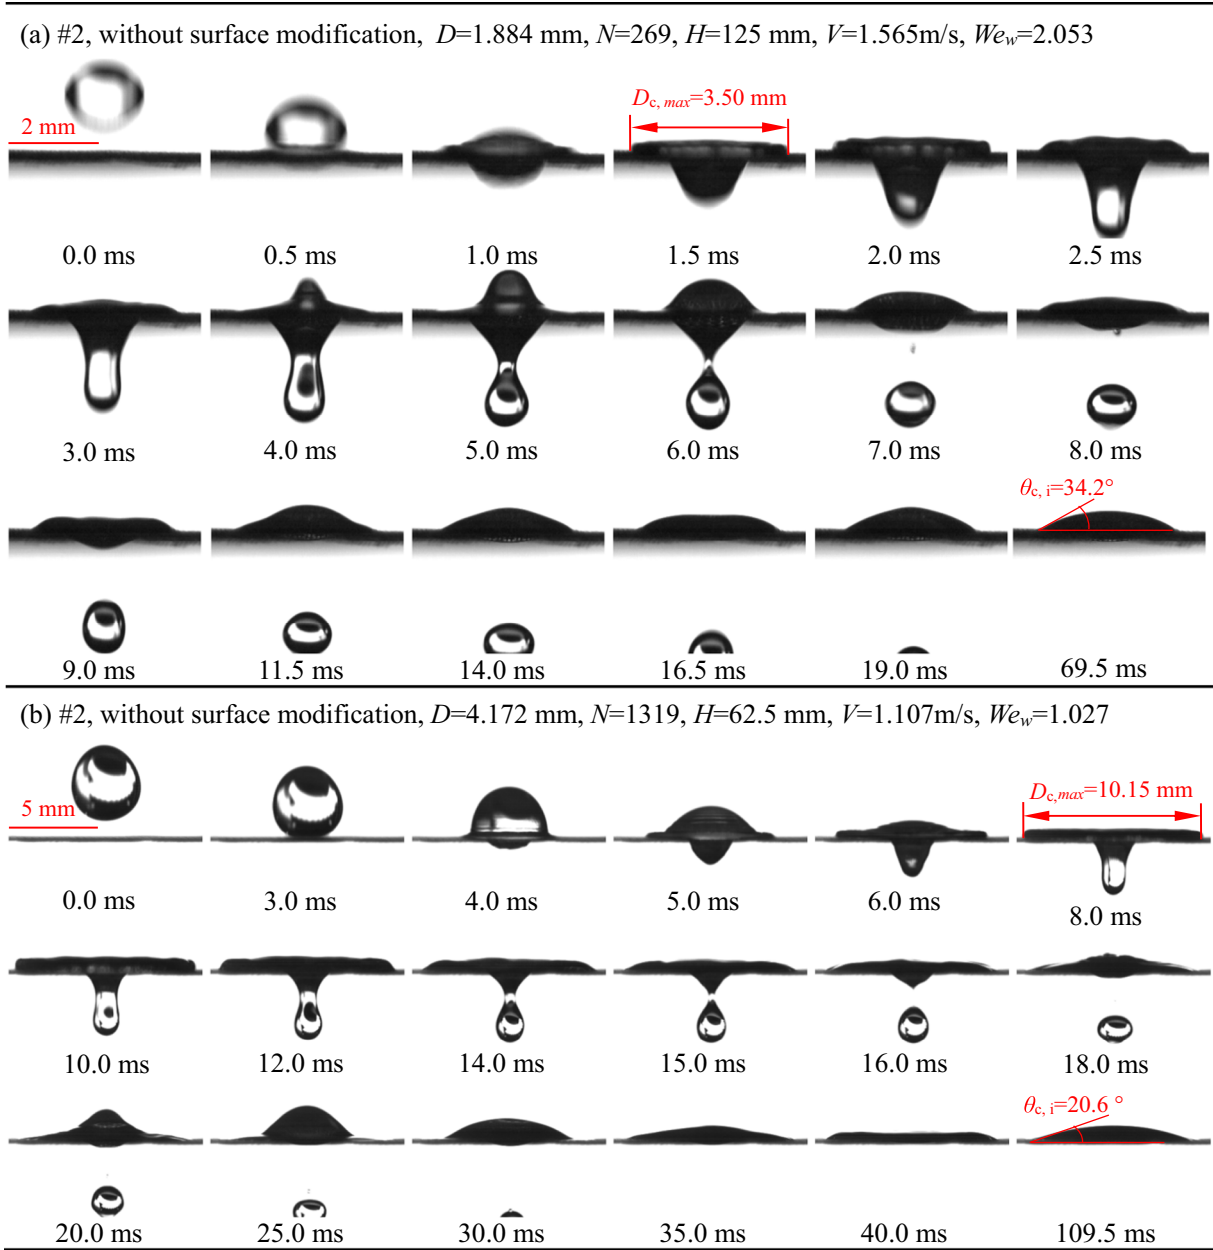 (a) #2, without surface modification, D=1.884 mm, N=269, H=125 mm, V=1.565m/s, We_w=2.053
2 mm
D_c, max=3.50 mm
0.0 ms 0.5 ms 1.0 ms 1.5 ms 2.0 ms 2.5 ms
3.0 ms 4.0 ms 5.0 ms 6.0 ms 7.0 ms 8.0 ms
θ_c, i=34.2°
9.0 ms 11.5 ms 14.0 ms 16.5 ms 19.0 ms 69.5 ms
(b) #2, without surface modification, D=4.172 mm, N=1319, H=62.5 mm, V=1.107m/s, We_w=1.027
5 mm
D_c,max=10.15 mm
0.0 ms 3.0 ms 4.0 ms 5.0 ms 6.0 ms 8.0 ms
10.0 ms 12.0 ms 14.0 ms 15.0 ms 16.0 ms 18.0 ms
θ_c, i=20.6 °
20.0 ms 25.0 ms 30.0 ms 35.0 ms 40.0 ms 109.5 ms